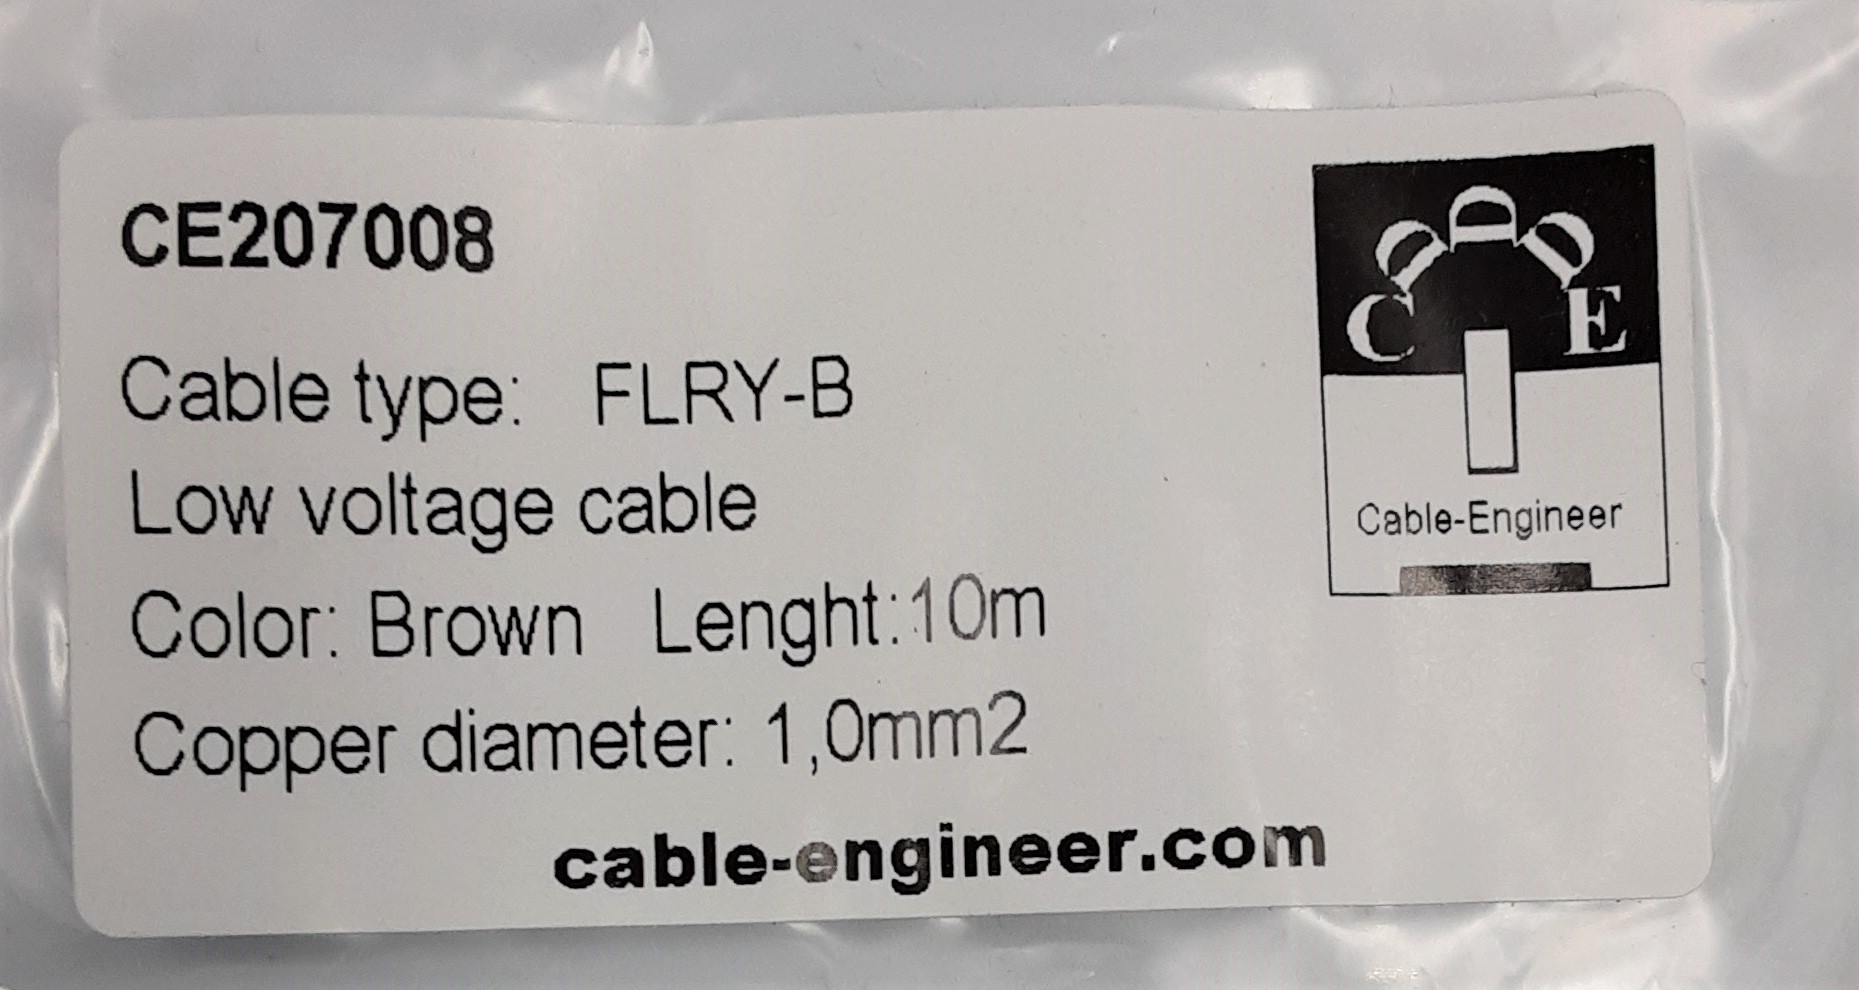 CE207008
Cable type: FLRY-B
Low voltage cable
Color: Brown Lenght:10m
Copper diameter: 1,0mm2
cable-engineer.com
C E
Cable-Engineer